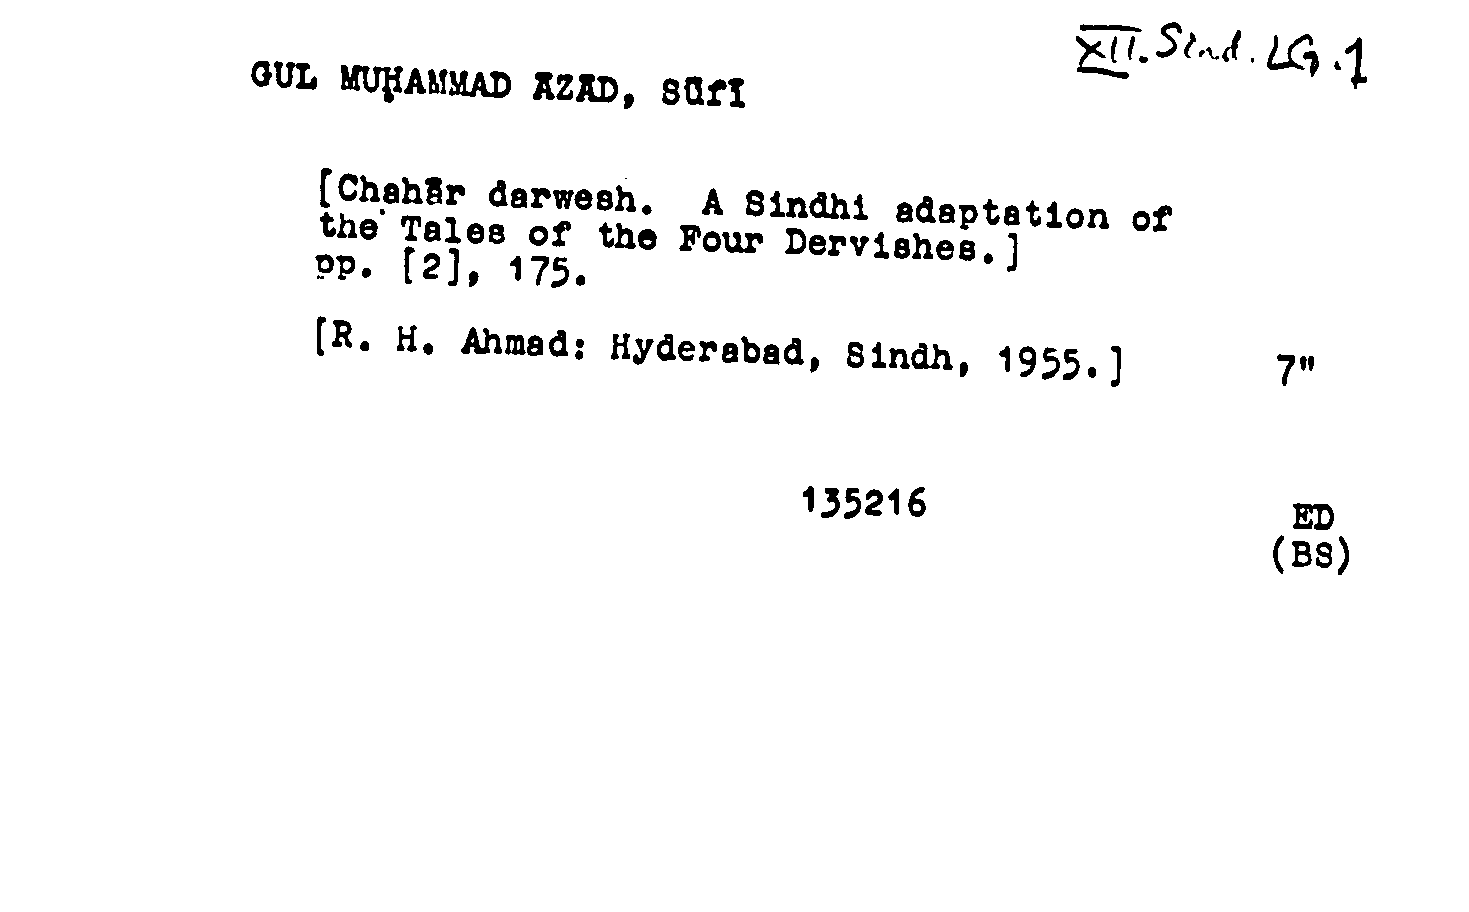 XII. Sind. LG. 1
GUL MUḤAMMAD ĀZĀD, Sūfī
[Chahār darwesh. A Sindhi adaptation of
the Tales of the Four Dervishes.]
pp. [2], 175.
[R. H. Ahmad: Hyderabad, Sindh, 1955.] 7"
135216
ED
(BS)